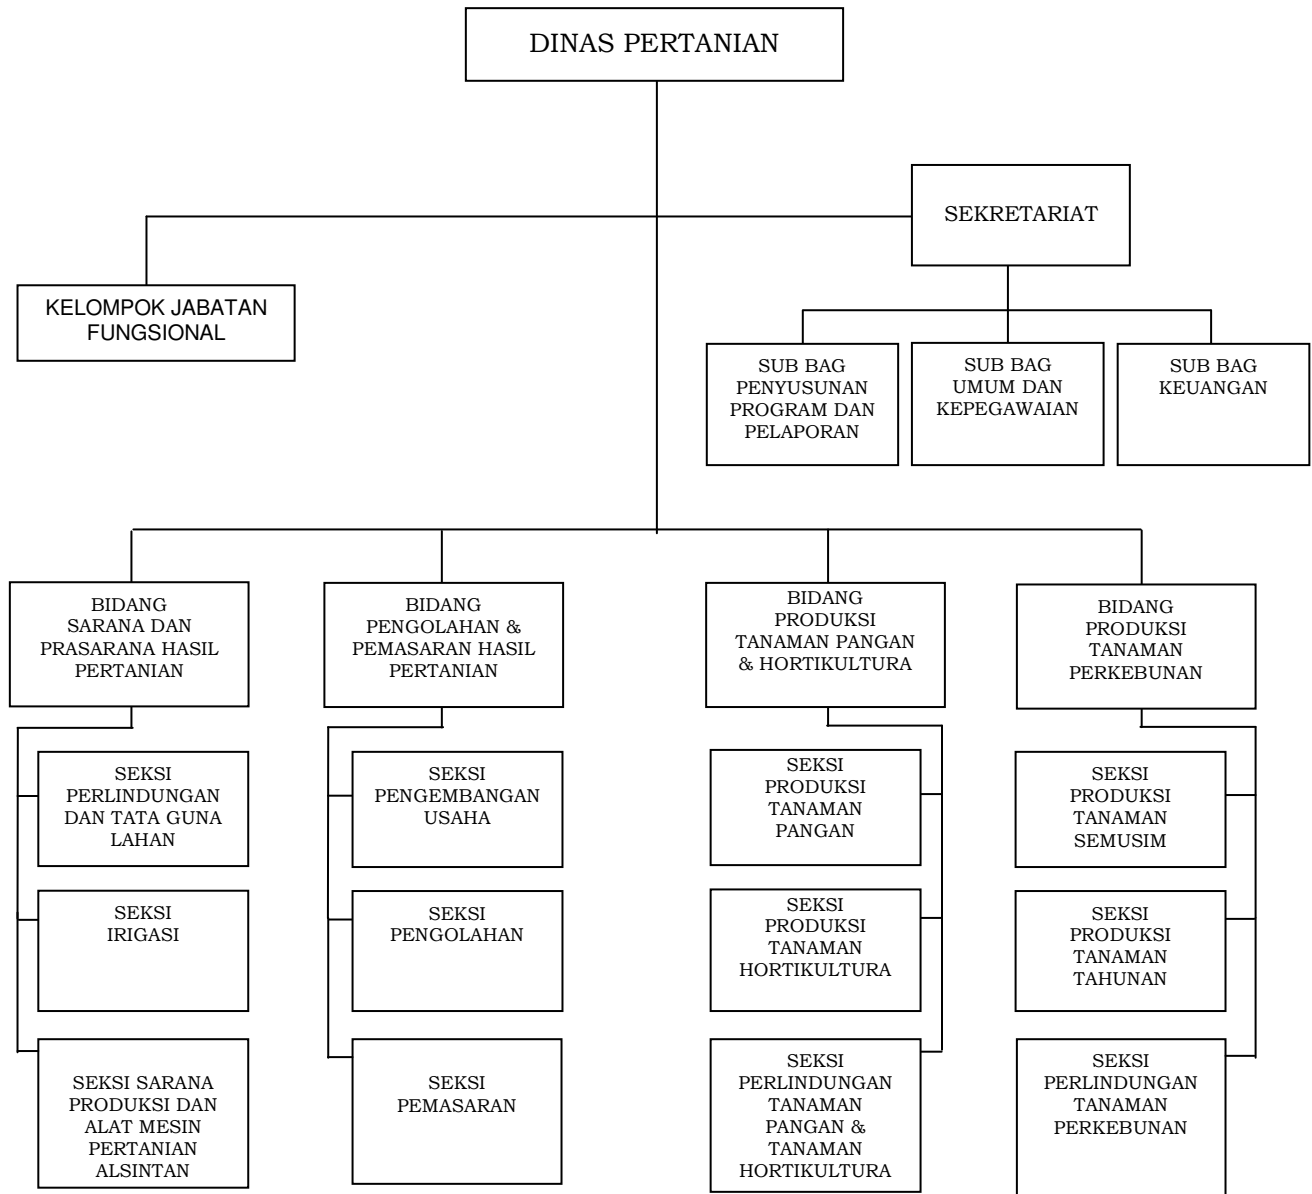 DINAS PERTANIAN
SEKRETARIAT
KELOMPOK JABATAN
FUNGSIONAL
SUB BAG
PENYUSUNAN
PROGRAM DAN
PELAPORAN
SUB BAG
UMUM DAN
KEPEGAWAIAN
SUB BAG
KEUANGAN
BIDANG
SARANA DAN
PRASARANA HASIL
PERTANIAN
BIDANG
PENGOLAHAN &
PEMASARAN HASIL
PERTANIAN
BIDANG
PRODUKSI
TANAMAN PANGAN
& HORTIKULTURA
BIDANG
PRODUKSI
TANAMAN
PERKEBUNAN
SEKSI
PERLINDUNGAN
DAN TATA GUNA
LAHAN
SEKSI
PENGEMBANGAN
USAHA
SEKSI
PRODUKSI
TANAMAN
PANGAN
SEKSI
PRODUKSI
TANAMAN
SEMUSIM
SEKSI
IRIGASI
SEKSI
PENGOLAHAN
SEKSI
PRODUKSI
TANAMAN
HORTIKULTURA
SEKSI
PRODUKSI
TANAMAN
TAHUNAN
SEKSI SARANA
PRODUKSI DAN
ALAT MESIN
PERTANIAN
ALSINTAN
SEKSI
PEMASARAN
SEKSI
PERLINDUNGAN
TANAMAN
PANGAN &
TANAMAN
HORTIKULTURA
SEKSI
PERLINDUNGAN
TANAMAN
PERKEBUNAN